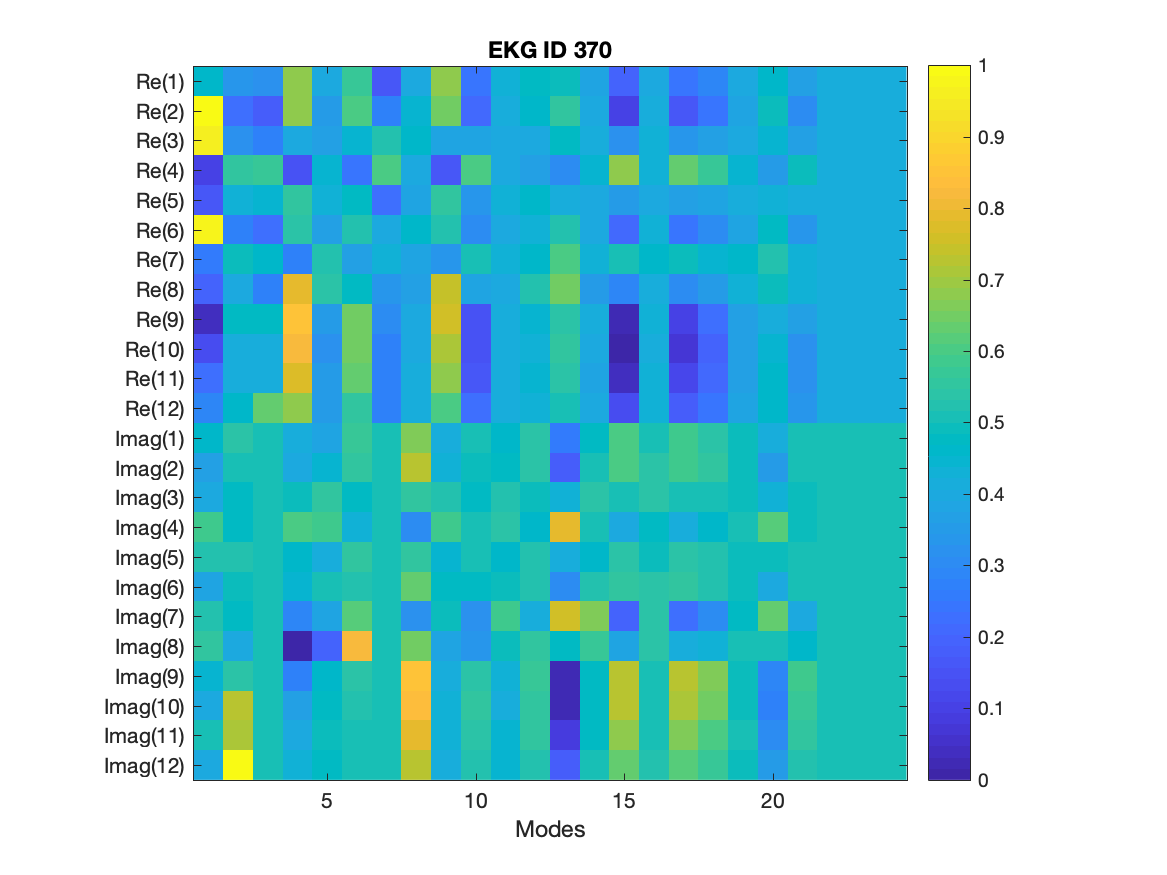 EKG ID 370
Re(1)
Re(2)
Re(3)
Re(4)
Re(5)
Re(6)
Re(7)
Re(8)
Re(9)
Re(10)
Re(11)
Re(12)
Imag(1)
Imag(2)
Imag(3)
Imag(4)
Imag(5)
Imag(6)
Imag(7)
Imag(8)
Imag(9)
Imag(10)
Imag(11)
Imag(12)
5 10 15 20
Modes
1
0.9
0.8
0.7
0.6
0.5
0.4
0.3
0.2
0.1
0